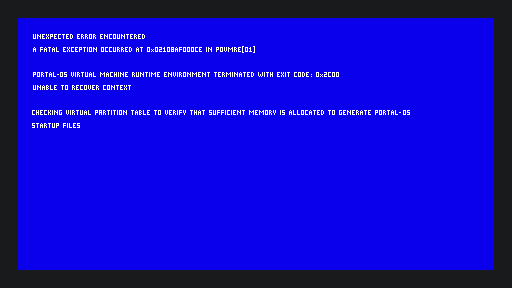 UNEXPECTED ERROR ENCOUNTERED
A FATAL EXCEPTION OCCURRED AT 0x02108AF00DCE IN POVMRE[01]
PORTAL-OS VIRTUAL MACHINE RUNTIME ENVIRONMENT TERMINATED WITH EXIT CODE: 0x2C00
UNABLE TO RECOVER CONTEXT
CHECKING VIRTUAL PARTITION TABLE TO VERIFY THAT SUFFICIENT MEMORY IS ALLOCATED TO GENERATE PORTAL-OS
STARTUP FILES